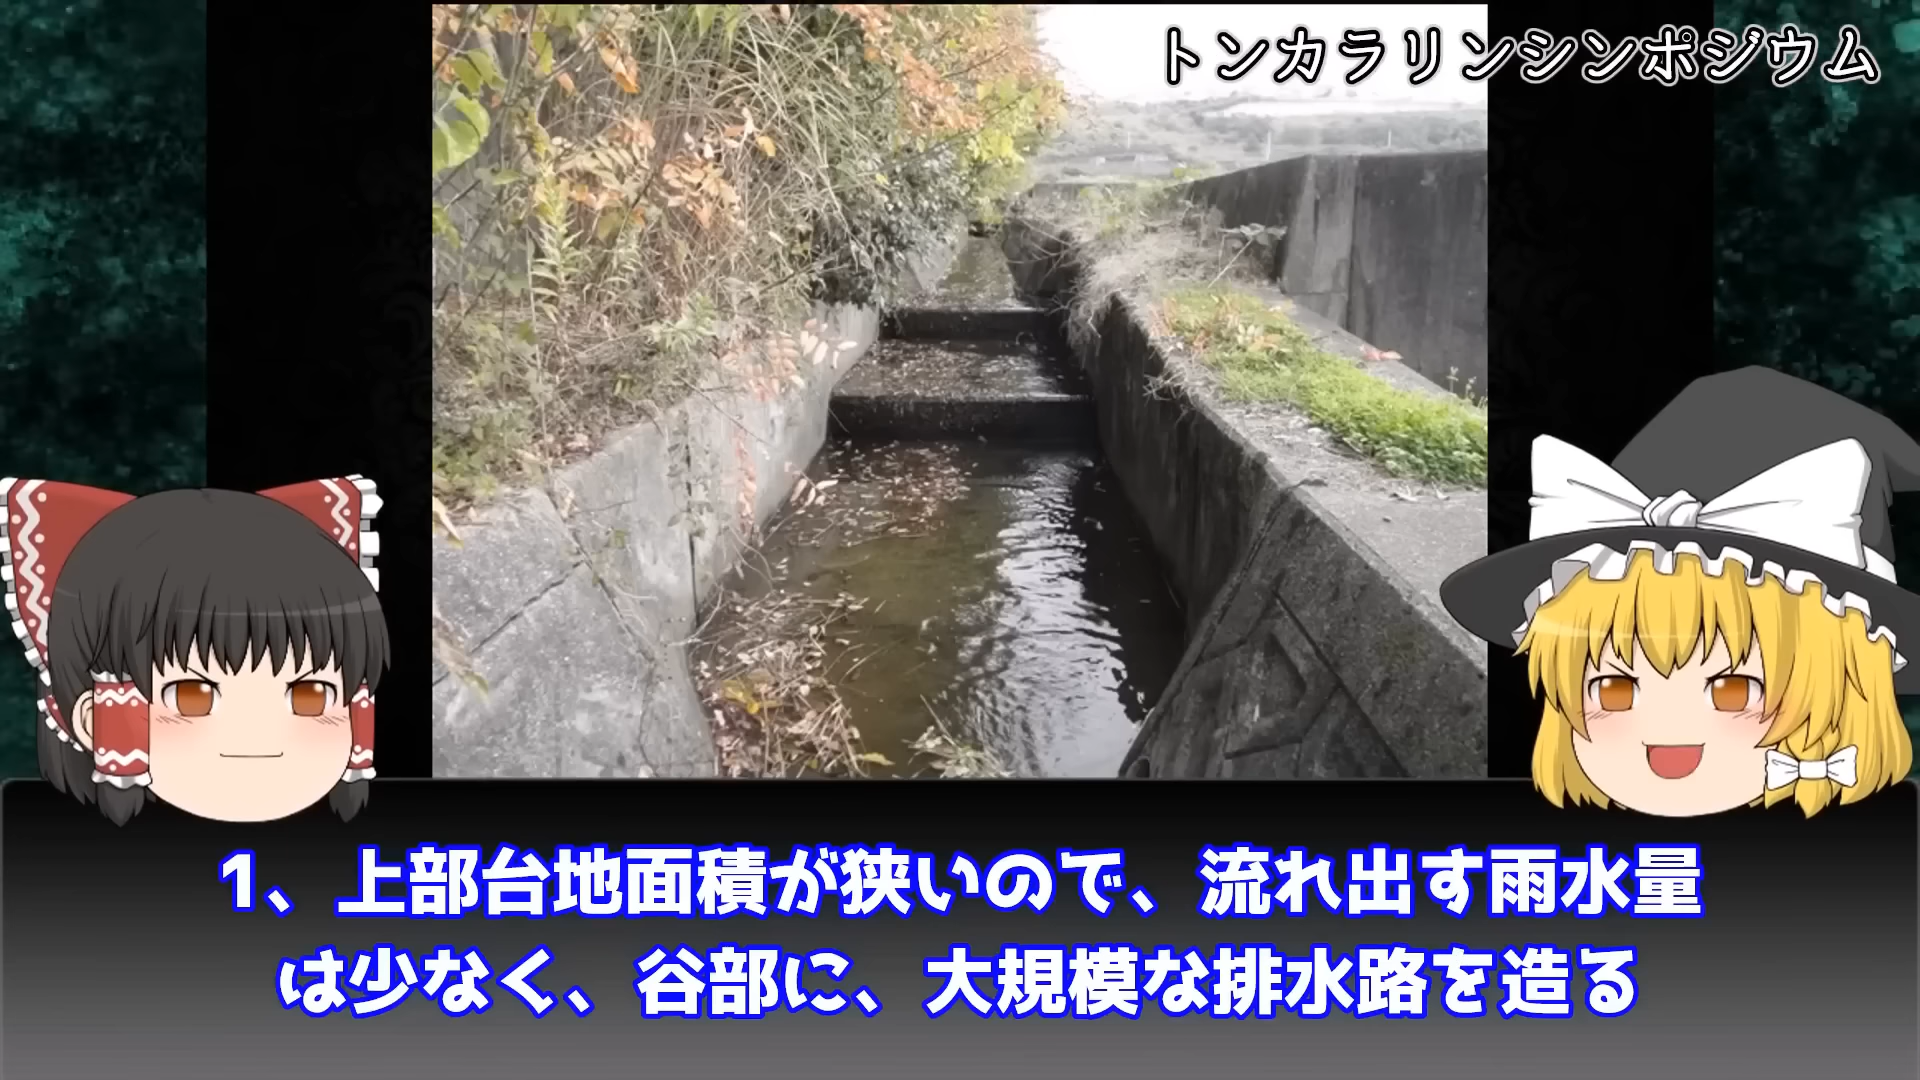 トンカラリンシンポジウム
1、上部台地面積が狭いので、流れ出す雨水量
は少なく、谷部に、大規模な排水路を造る